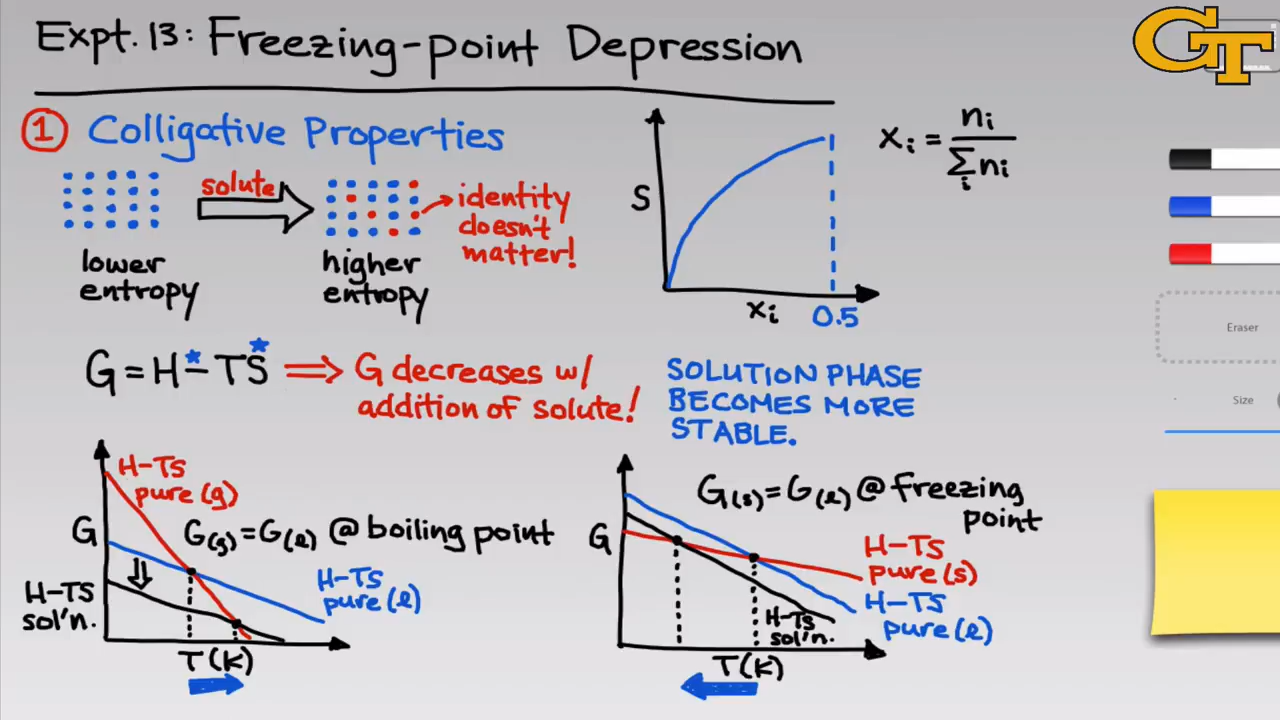 Expt. 13: Freezing-point Depression
GT
1 Colligative Properties
solute
identity
doesn't
matter!
lower
entropy
higher
entropy
S
xi
0.5
xi = ni
∑i ni
G = H* - TS* ⇒ G decreases w/
addition of solute!
SOLUTION PHASE
BECOMES MORE
STABLE.
H-TS
pure (g)
G
G(g) = G(l) @ boiling point
H-TS
pure (l)
H-TS
sol'n.
T(K)
G(s) = G(l) @ freezing
point
G
H-TS
pure (s)
H-TS
pure (l)
H-TS
sol'n.
T(K)
Eraser
Size